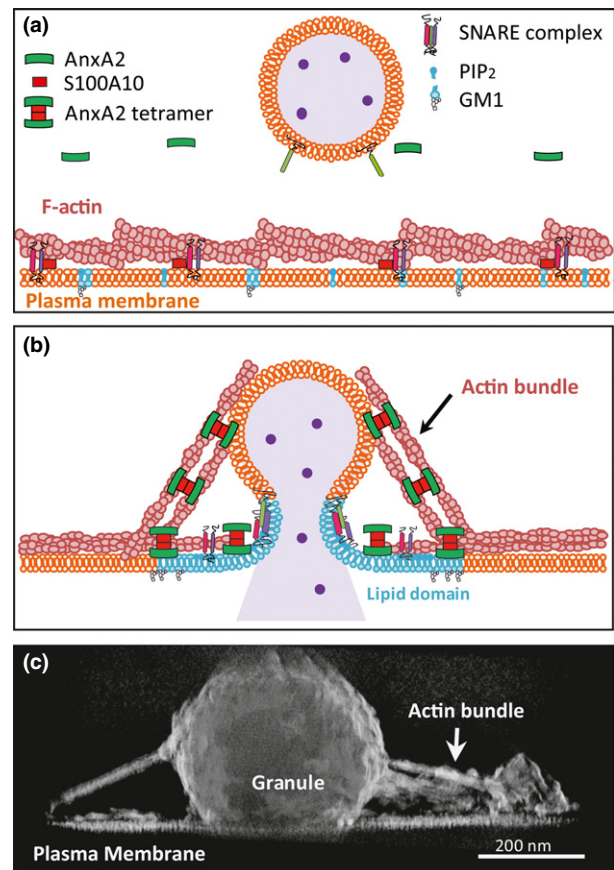 (a)
AnxA2
S100A10
AnxA2 tetramer
SNARE complex
PIP₂
GM1
F-actin
Plasma membrane
(b)
Actin bundle
Lipid domain
(c)
Actin bundle
Granule
Plasma Membrane
200 nm